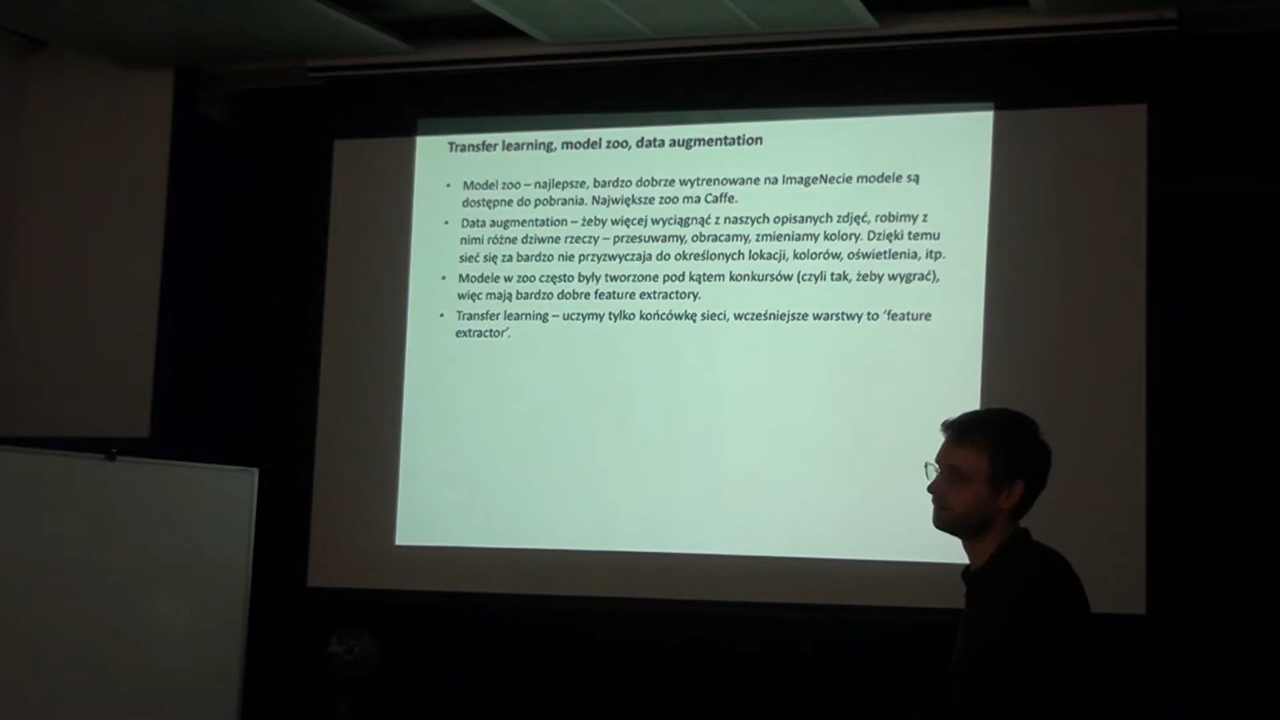 Transfer learning, model zoo, data augmentation
• Model zoo – najlepsze, bardzo dobrze wytrenowane na ImageNecie modele są
dostępne do pobrania. Największe zoo ma Caffe.
• Data augmentation – żeby więcej wyciągnąć z naszych opisanych zdjęć, robimy z
nimi różne dziwne rzeczy – przesuwamy, obracamy, zmieniamy kolory. Dzięki temu
sieć się za bardzo nie przyzwyczaja do określonych lokacji, kolorów, oświetlenia, itp.
• Modele w zoo często były tworzone pod kątem konkursów (czyli tak, żeby wygrać),
więc mają bardzo dobre feature extractory.
• Transfer learning – uczymy tylko końcówkę sieci, wcześniejsze warstwy to ‘feature
extractor’.